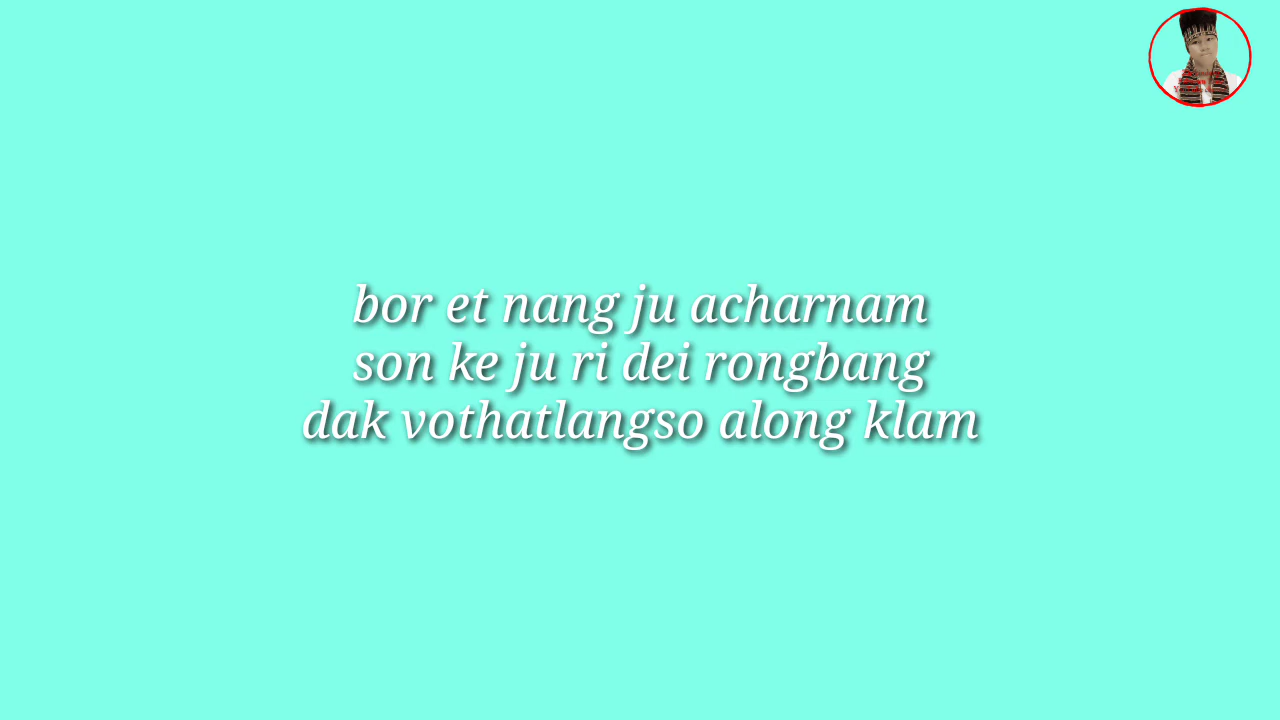 bor et nang ju acharnam
son ke ju ri dei rongbang
dak vothatlangso along klam